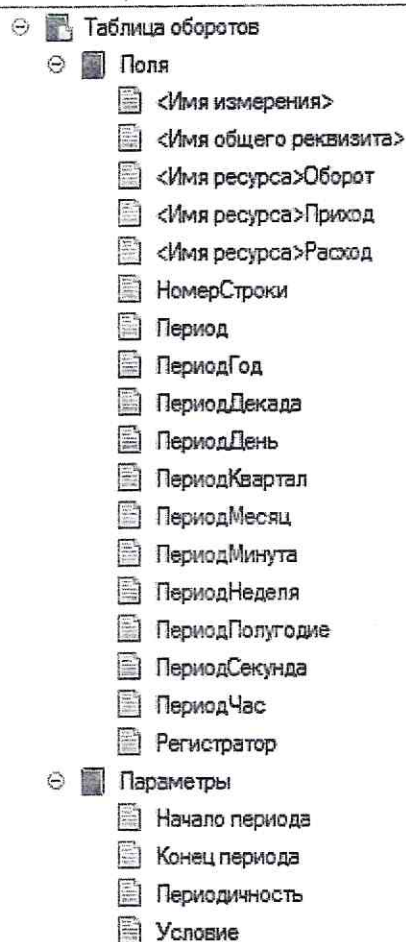 Таблица оборотов
Поля
<Имя измерения>
<Имя общего реквизита>
<Имя ресурса>Оборот
<Имя ресурса>Приход
<Имя ресурса>Расход
НомерСтроки
Период
ПериодГод
ПериодДекада
ПериодДень
ПериодКвартал
ПериодМесяц
ПериодМинута
ПериодНеделя
ПериодПолугодие
ПериодСекунда
ПериодЧас
Регистратор
Параметры
Начало периода
Конец периода
Периодичность
Условие